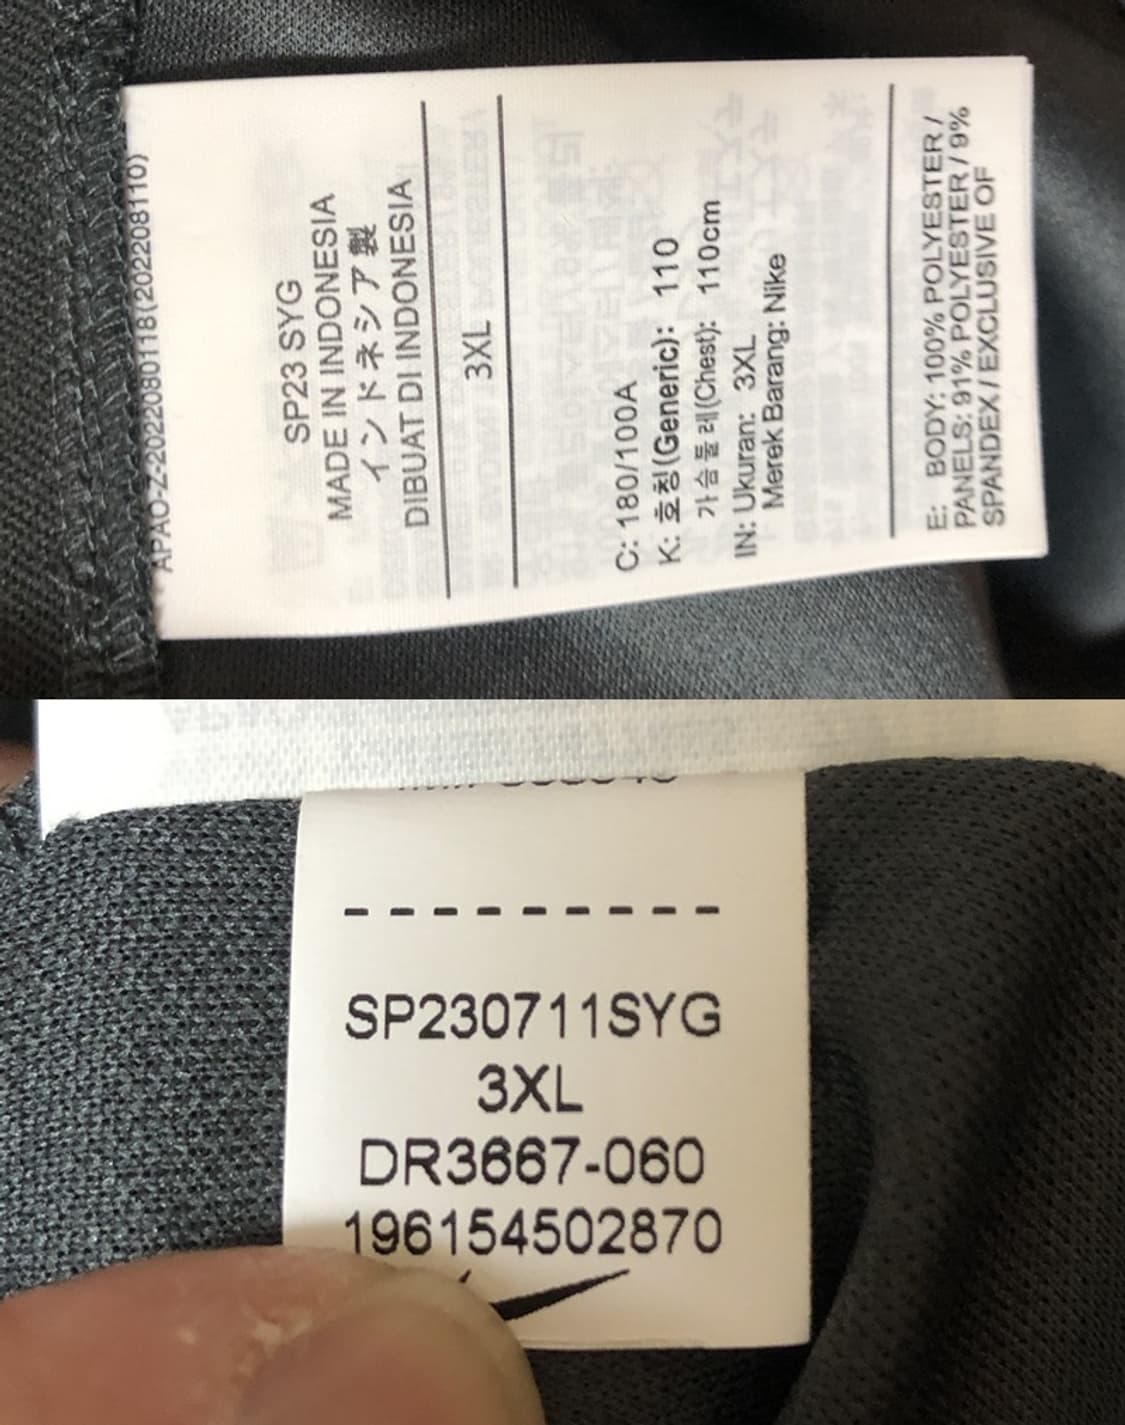 APAO-Z-2022080118(202208110)
SP23 SYG
MADE IN INDONESIA
インドネシア製
DIBUAT DI INDONESIA
3XL
C: 180/100A
K: 호칭(Generic): 110
가슴둘레(Chest): 110cm
IN: Ukuran: 3XL
Merek Barang: Nike
E: BODY: 100% POLYESTER /
PANELS: 91% POLYESTER / 9%
SPANDEX / EXCLUSIVE OF
SP230711SYG
3XL
DR3667-060
196154502870